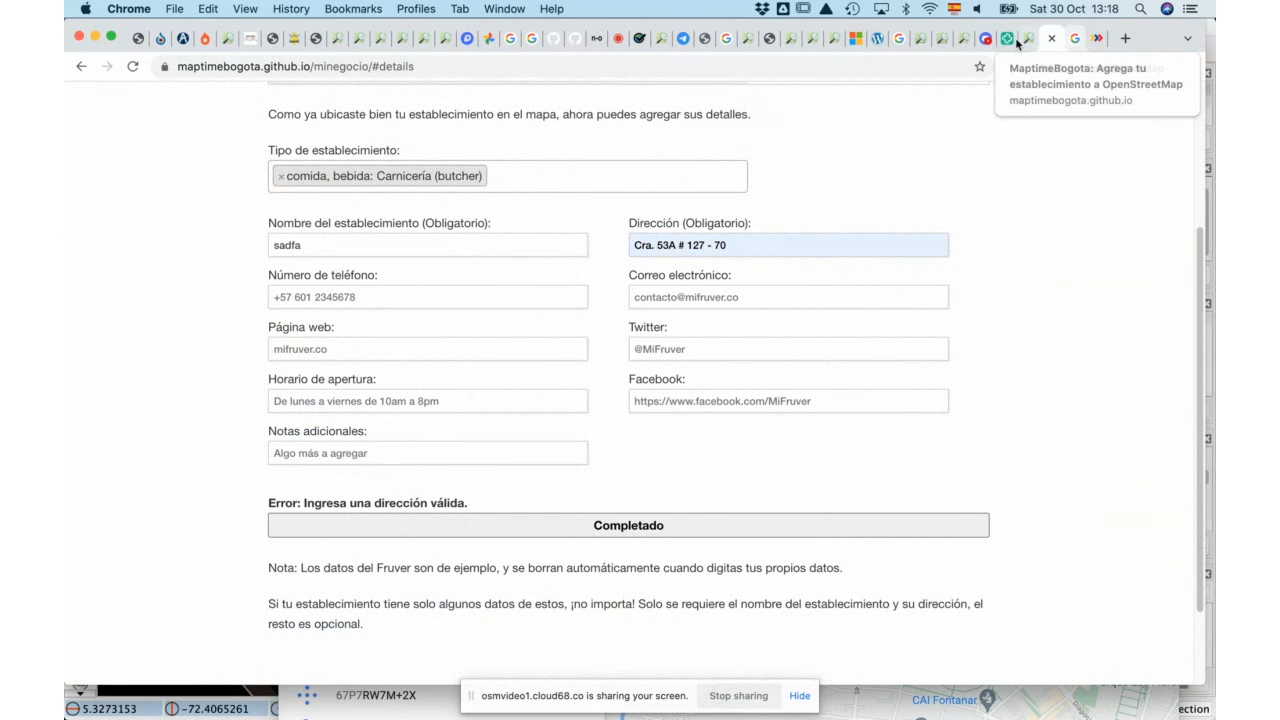 Chrome File Edit View History Bookmarks Profiles Tab Window Help Sat 30 Oct 13:18
maptimebogota.github.io/minegocio/#details
MaptimeBogota: Agrega tu
establecimiento a OpenStreetMap
maptimebogota.github.io
Como ya ubicaste bien tu establecimiento en el mapa, ahora puedes agregar sus detalles.
Tipo de establecimiento:
×comida, bebida: Carnicería (butcher)
Nombre del establecimiento (Obligatorio): Dirección (Obligatorio):
sadfa Cra. 53A # 127 - 70
Número de teléfono: Correo electrónico:
+57 601 2345678 contacto@mifruver.co
Página web: Twitter:
mifruver.co @MiFruver
Horario de apertura: Facebook:
De lunes a viernes de 10am a 8pm https://www.facebook.com/MiFruver
Notas adicionales:
Algo más a agregar
Error: Ingresa una dirección válida.
Completado
Nota: Los datos del Fruver son de ejemplo, y se borran automáticamente cuando digitas tus propios datos.
Si tu establecimiento tiene solo algunos datos de estos, ¡no importa! Solo se requiere el nombre del establecimiento y su dirección, el
resto es opcional.
67P7RW7M+2X osmvideo1.cloud68.co is sharing your screen. Stop sharing Hide CAI Fontanar
5.3273153 -72.4065261 ection